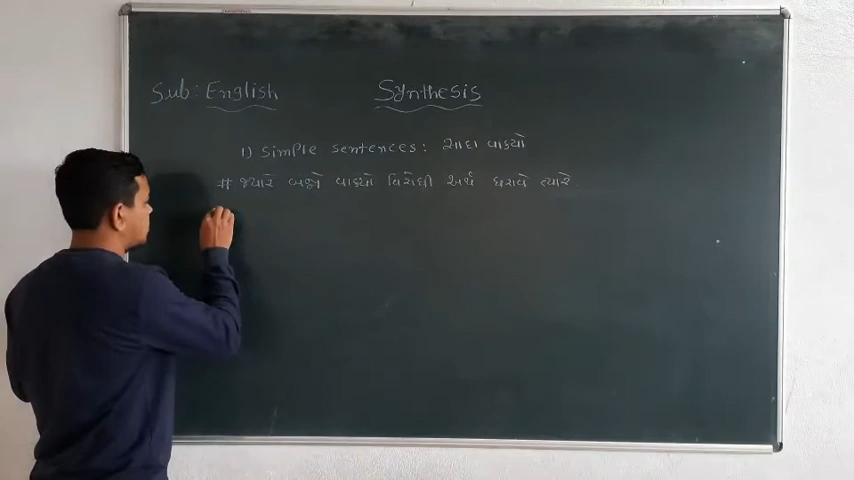 Sub: English
Synthesis
1) Simple sentences: સાદા વાક્યો
# જ્યારે બન્ને વાક્યો વિરોધી અર્થ ધરાવે ત્યારે